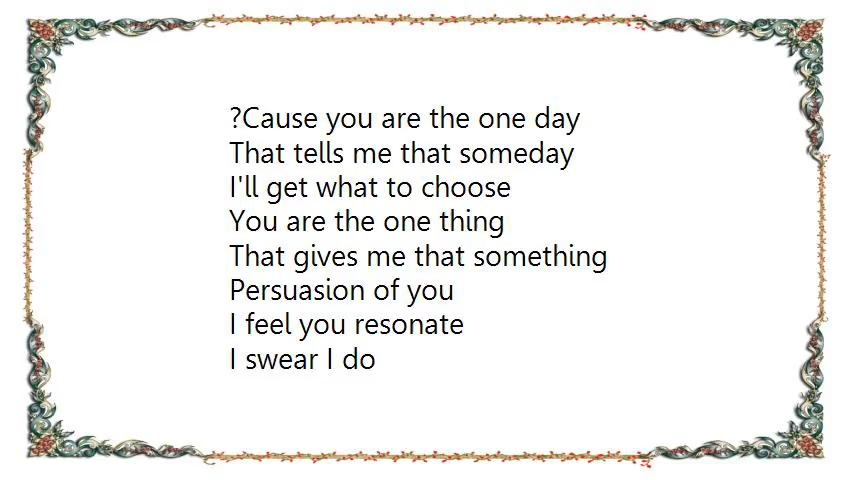 ?Cause you are the one day
That tells me that someday
I'll get what to choose
You are the one thing
That gives me that something
Persuasion of you
I feel you resonate
I swear I do